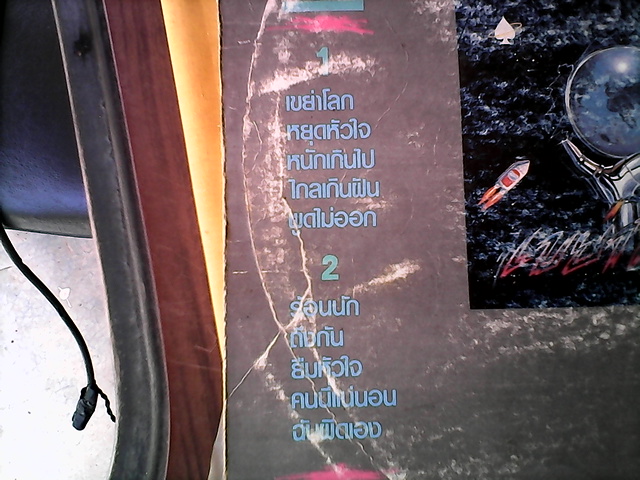 1
เขย่าโลก
หยุดหัวใจ
หนักเกินไป
ไกลเกินฝัน
พูดไม่ออก
2
ร้อนนัก
ถึงกัน
ยืมหัวใจ
คนนี้แน่นอน
ฉันผิดเอง